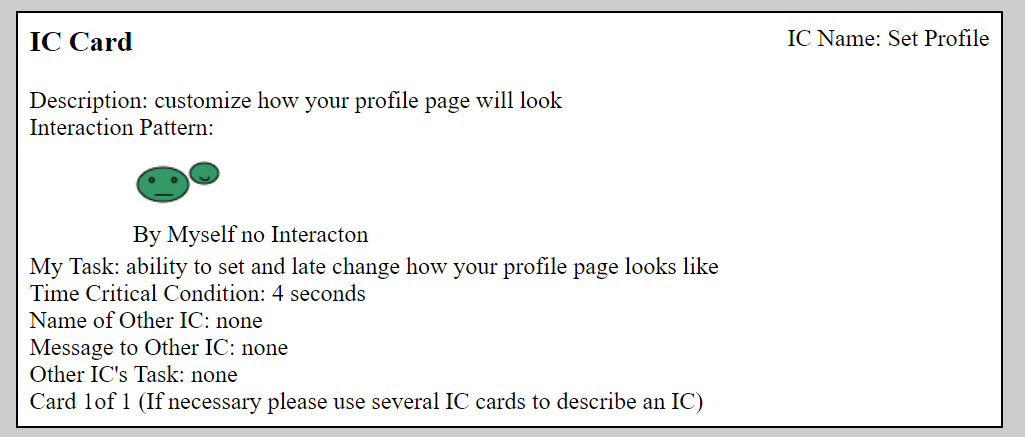 IC Card
IC Name: Set Profile
Description: customize how your profile page will look
Interaction Pattern:
By Myself no Interacton
My Task: ability to set and late change how your profile page looks like
Time Critical Condition: 4 seconds
Name of Other IC: none
Message to Other IC: none
Other IC's Task: none
Card 1of 1 (If necessary please use several IC cards to describe an IC)